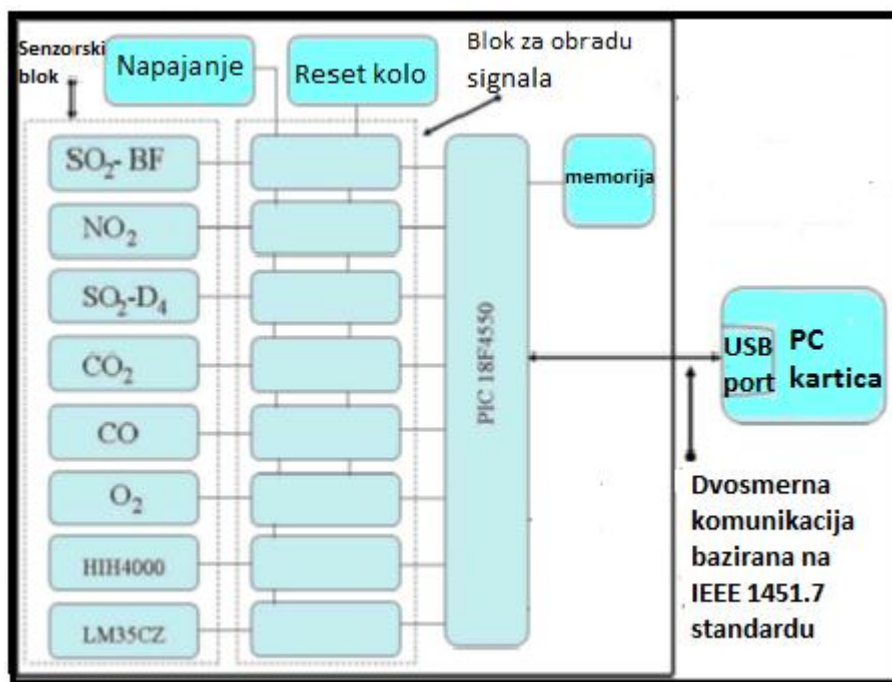 Senzorski
blok
Napajanje
Reset kolo
Blok za obradu
signala
SO₂- BF
NO₂
SO₂-D₄
CO₂
CO
O₂
HIH4000
LM35CZ
PIC 18F4550
memorija
USB
port
PC
kartica
Dvosmerna
komunikacija
bazirana na
IEEE 1451.7
standardu